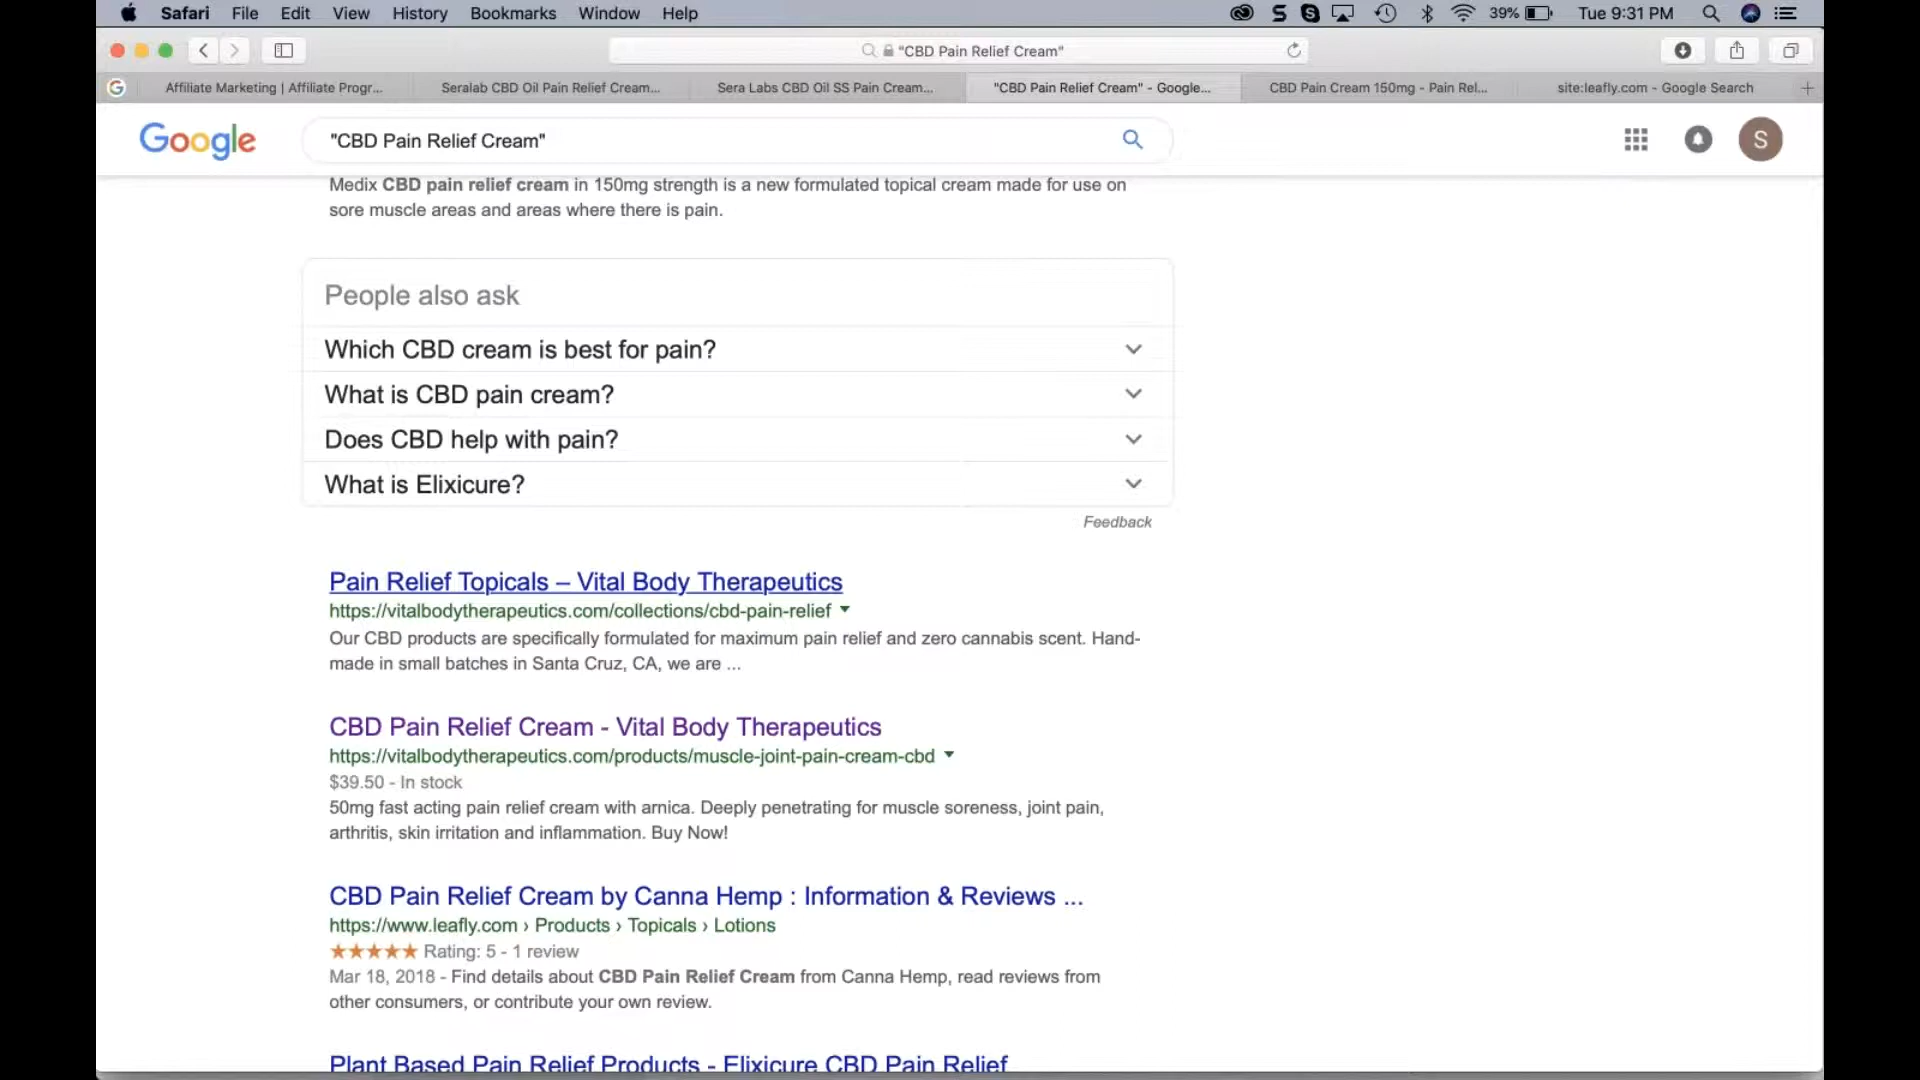 Safari File Edit View History Bookmarks Window Help 39% Tue 9:31 PM
"CBD Pain Relief Cream"
Affiliate Marketing | Affiliate Progr... Seralab CBD Oil Pain Relief Cream... Sera Labs CBD Oil SS Pain Cream... "CBD Pain Relief Cream" - Google... CBD Pain Cream 150mg - Pain Rel... site:leafly.com - Google Search
Google "CBD Pain Relief Cream" S
Medix CBD pain relief cream in 150mg strength is a new formulated topical cream made for use on
sore muscle areas and areas where there is pain.
People also ask
Which CBD cream is best for pain?
What is CBD pain cream?
Does CBD help with pain?
What is Elixicure?
Feedback
Pain Relief Topicals – Vital Body Therapeutics
https://vitalbodytherapeutics.com/collections/cbd-pain-relief
Our CBD products are specifically formulated for maximum pain relief and zero cannabis scent. Hand-
made in small batches in Santa Cruz, CA, we are ...
CBD Pain Relief Cream - Vital Body Therapeutics
https://vitalbodytherapeutics.com/products/muscle-joint-pain-cream-cbd
$39.50 - In stock
50mg fast acting pain relief cream with arnica. Deeply penetrating for muscle soreness, joint pain,
arthritis, skin irritation and inflammation. Buy Now!
CBD Pain Relief Cream by Canna Hemp : Information & Reviews ...
https://www.leafly.com › Products › Topicals › Lotions
★★★★★ Rating: 5 - 1 review
Mar 18, 2018 - Find details about CBD Pain Relief Cream from Canna Hemp, read reviews from
other consumers, or contribute your own review.
Plant Based Pain Relief Products - Elixicure CBD Pain Relief